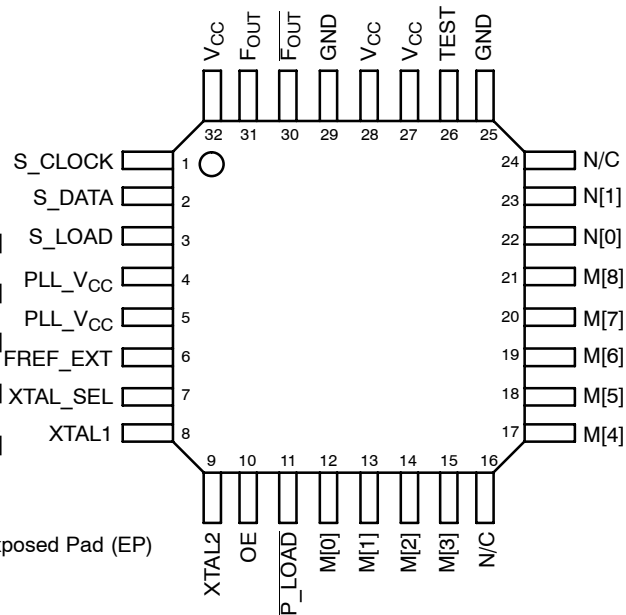 VCC
FOUT
F̅O̅U̅T̅
GND
VCC
VCC
TEST
GND
32
31
30
29
28
27
26
25
S_CLOCK
1
S_DATA
2
S_LOAD
3
PLL_VCC
4
PLL_VCC
5
FREF_EXT
6
XTAL_SEL
7
XTAL1
8
24
N/C
23
N[1]
22
N[0]
21
M[8]
20
M[7]
19
M[6]
18
M[5]
17
M[4]
9
10
11
12
13
14
15
16
XTAL2
OE
P̅_̅L̅O̅A̅D̅
M[0]
M[1]
M[2]
M[3]
N/C
Pad (EP)